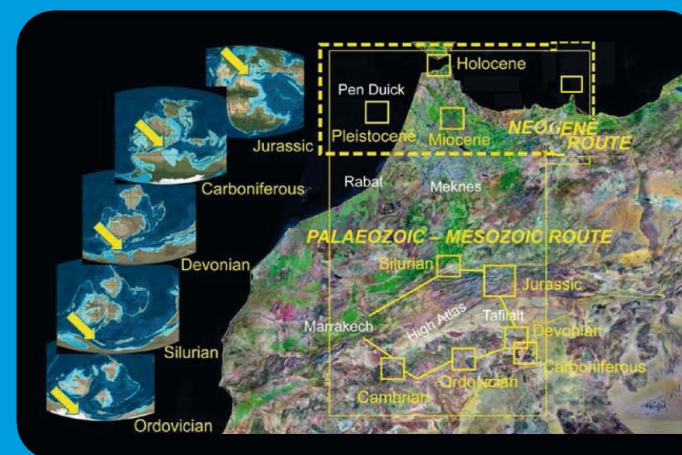 Holocene
Pen Duick
Pleistocene
Miocene
NEOGENE
ROUTE
Jurassic
Rabat
Meknes
Carboniferous
PALAEOZOIC – MESOZOIC ROUTE
Silurian
Devonian
Jurassic
Marrakech
High Atlas
Tafilalt
Devonian
Silurian
Ordovician
Carboniferous
Cambrian
Ordovician